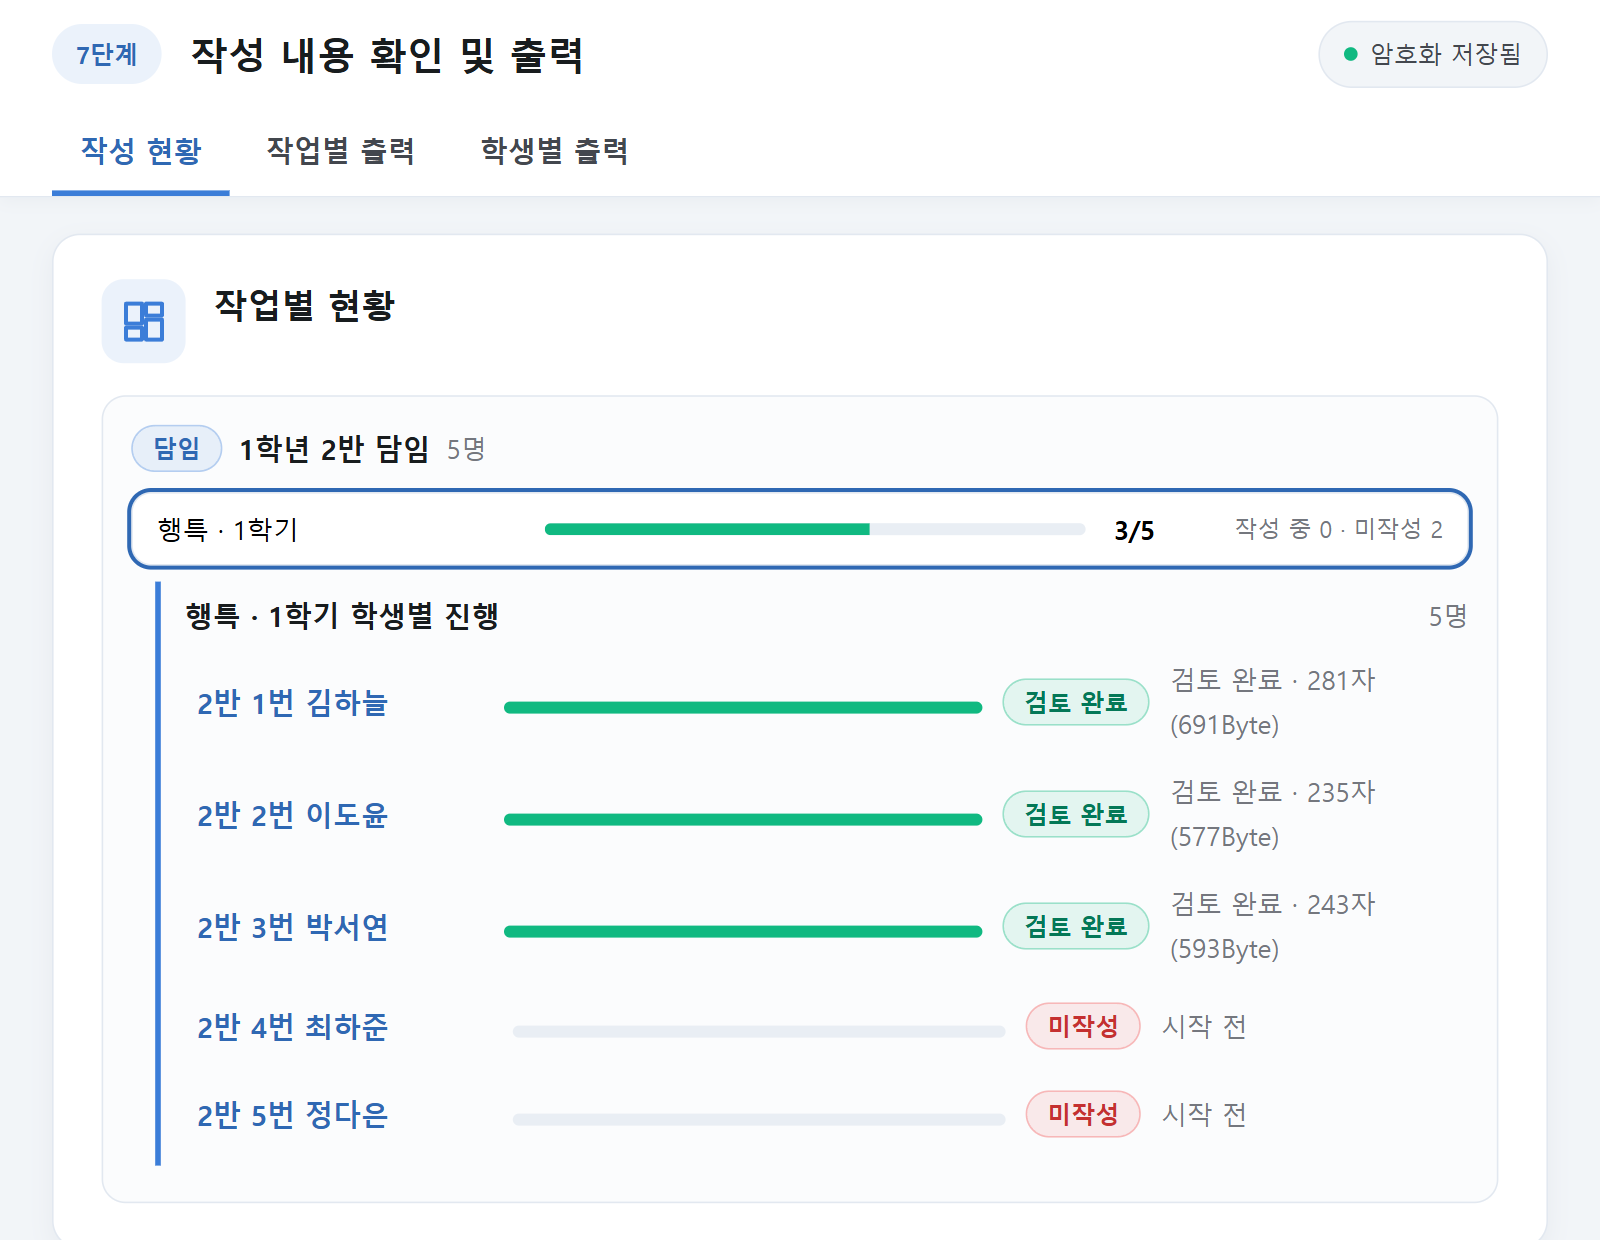 7단계
작성 내용 확인 및 출력
암호화 저장됨
작성 현황
작업별 출력
학생별 출력
작업별 현황
담임
1학년 2반 담임 5명
행특 · 1학기
3/5
작성 중 0 · 미작성 2
행특 · 1학기 학생별 진행
5명
2반 1번 김하늘
검토 완료
검토 완료 · 281자
(691Byte)
2반 2번 이도윤
검토 완료
검토 완료 · 235자
(577Byte)
2반 3번 박서연
검토 완료
검토 완료 · 243자
(593Byte)
2반 4번 최하준
미작성
시작 전
2반 5번 정다은
미작성
시작 전